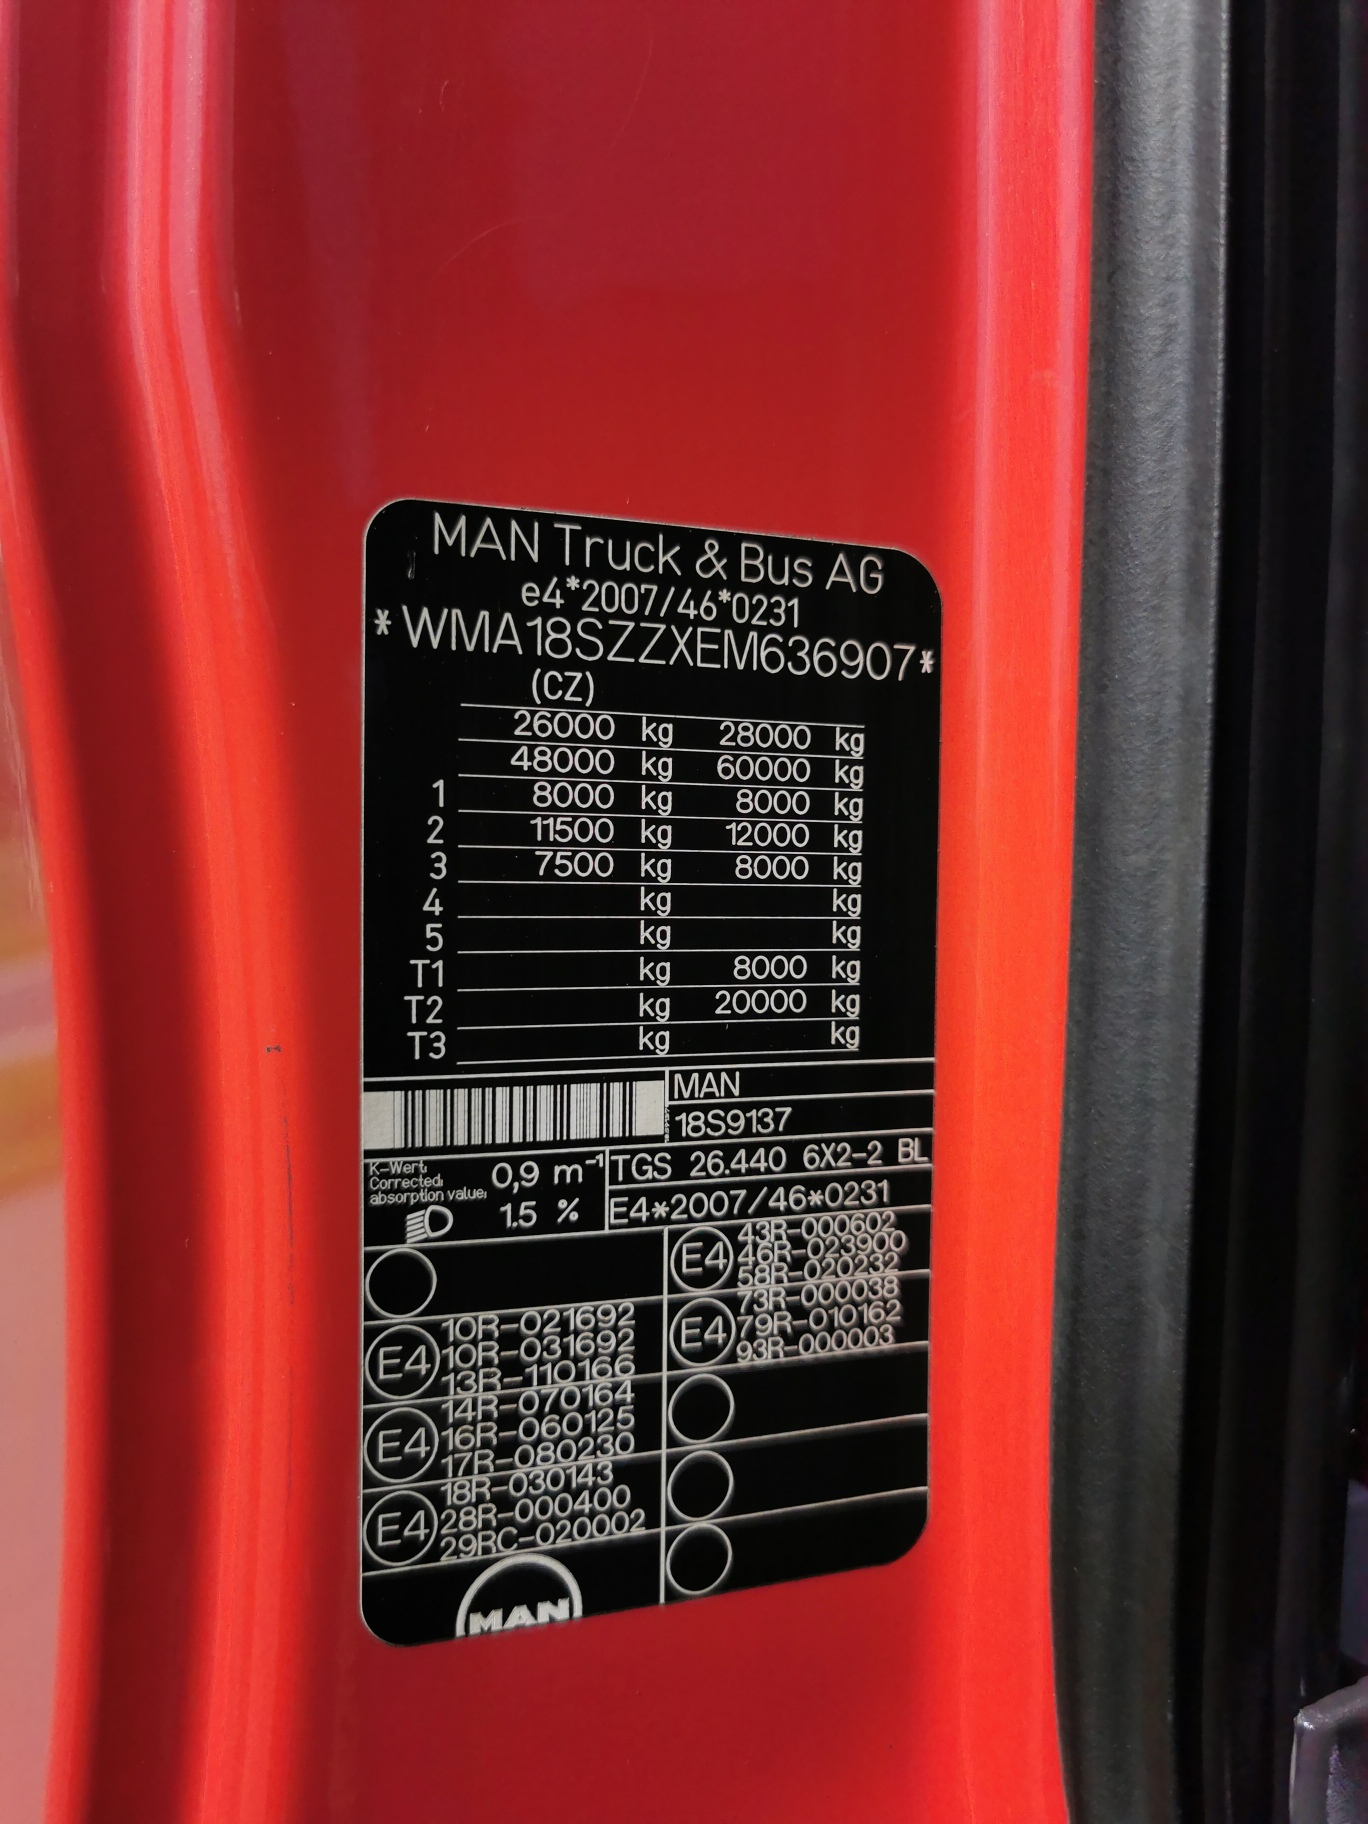 MAN Truck & Bus AG
e4*2007/46*0231
*WMA18SZZXEM636907*
(CZ)
26000 kg 28000 kg
48000 kg 60000 kg
1 8000 kg 8000 kg
2 11500 kg 12000 kg
3 7500 kg 8000 kg
4 kg kg
5 kg kg
T1 kg 8000 kg
T2 kg 20000 kg
T3 kg kg
MAN
18S9137
K-Wert:
Corrected
absorption value:
0,9 m⁻¹
1.5 %
TGS 26.440 6X2-2 BL
E4*2007/46*0231
E4
43R-000602
46R-023900
58R-020232
E4
73R-000038
79R-010162
93R-000003
E4
10R-021692
10R-031692
13R-110166
E4
14R-070164
16R-060125
17R-080230
E4
18R-030143
28R-000400
29RC-020002
MAN